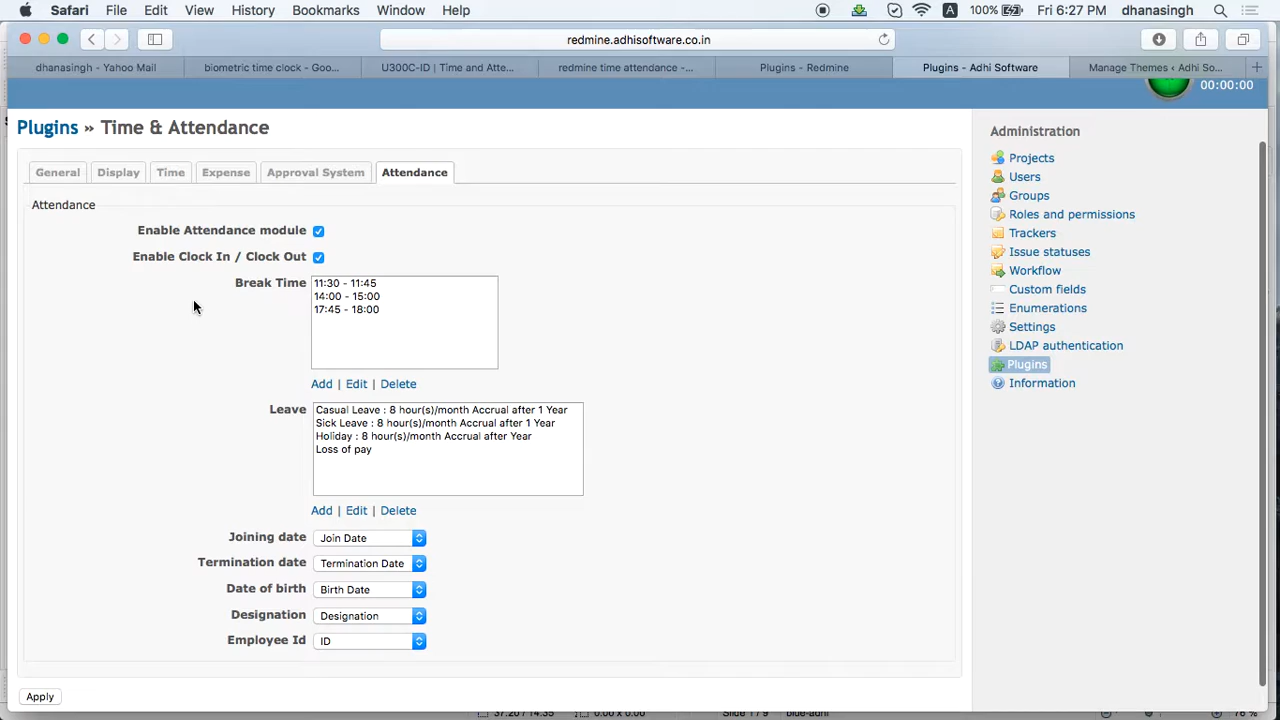 Safari File Edit View History Bookmarks Window Help A 100% Fri 6:27 PM dhanasingh
redmine.adhisoftware.co.in
dhanasingh - Yahoo Mail biometric time clock - Goo... U300C-ID | Time and Atte... redmine time attendance -... Plugins - Redmine Plugins - Adhi Software Manage Themes ‹ Adhi So... +
00:00:00
Plugins » Time & Attendance
General Display Time Expense Approval System Attendance
Attendance
Enable Attendance module
Enable Clock In / Clock Out
Break Time
11:30 - 11:45
14:00 - 15:00
17:45 - 18:00
Add | Edit | Delete
Leave
Casual Leave : 8 hour(s)/month Accrual after 1 Year
Sick Leave : 8 hour(s)/month Accrual after 1 Year
Holiday : 8 hour(s)/month Accrual after Year
Loss of pay
Add | Edit | Delete
Joining date Join Date
Termination date Termination Date
Date of birth Birth Date
Designation Designation
Employee Id ID
Apply
Administration
Projects
Users
Groups
Roles and permissions
Trackers
Issue statuses
Workflow
Custom fields
Enumerations
Settings
LDAP authentication
Plugins
Information